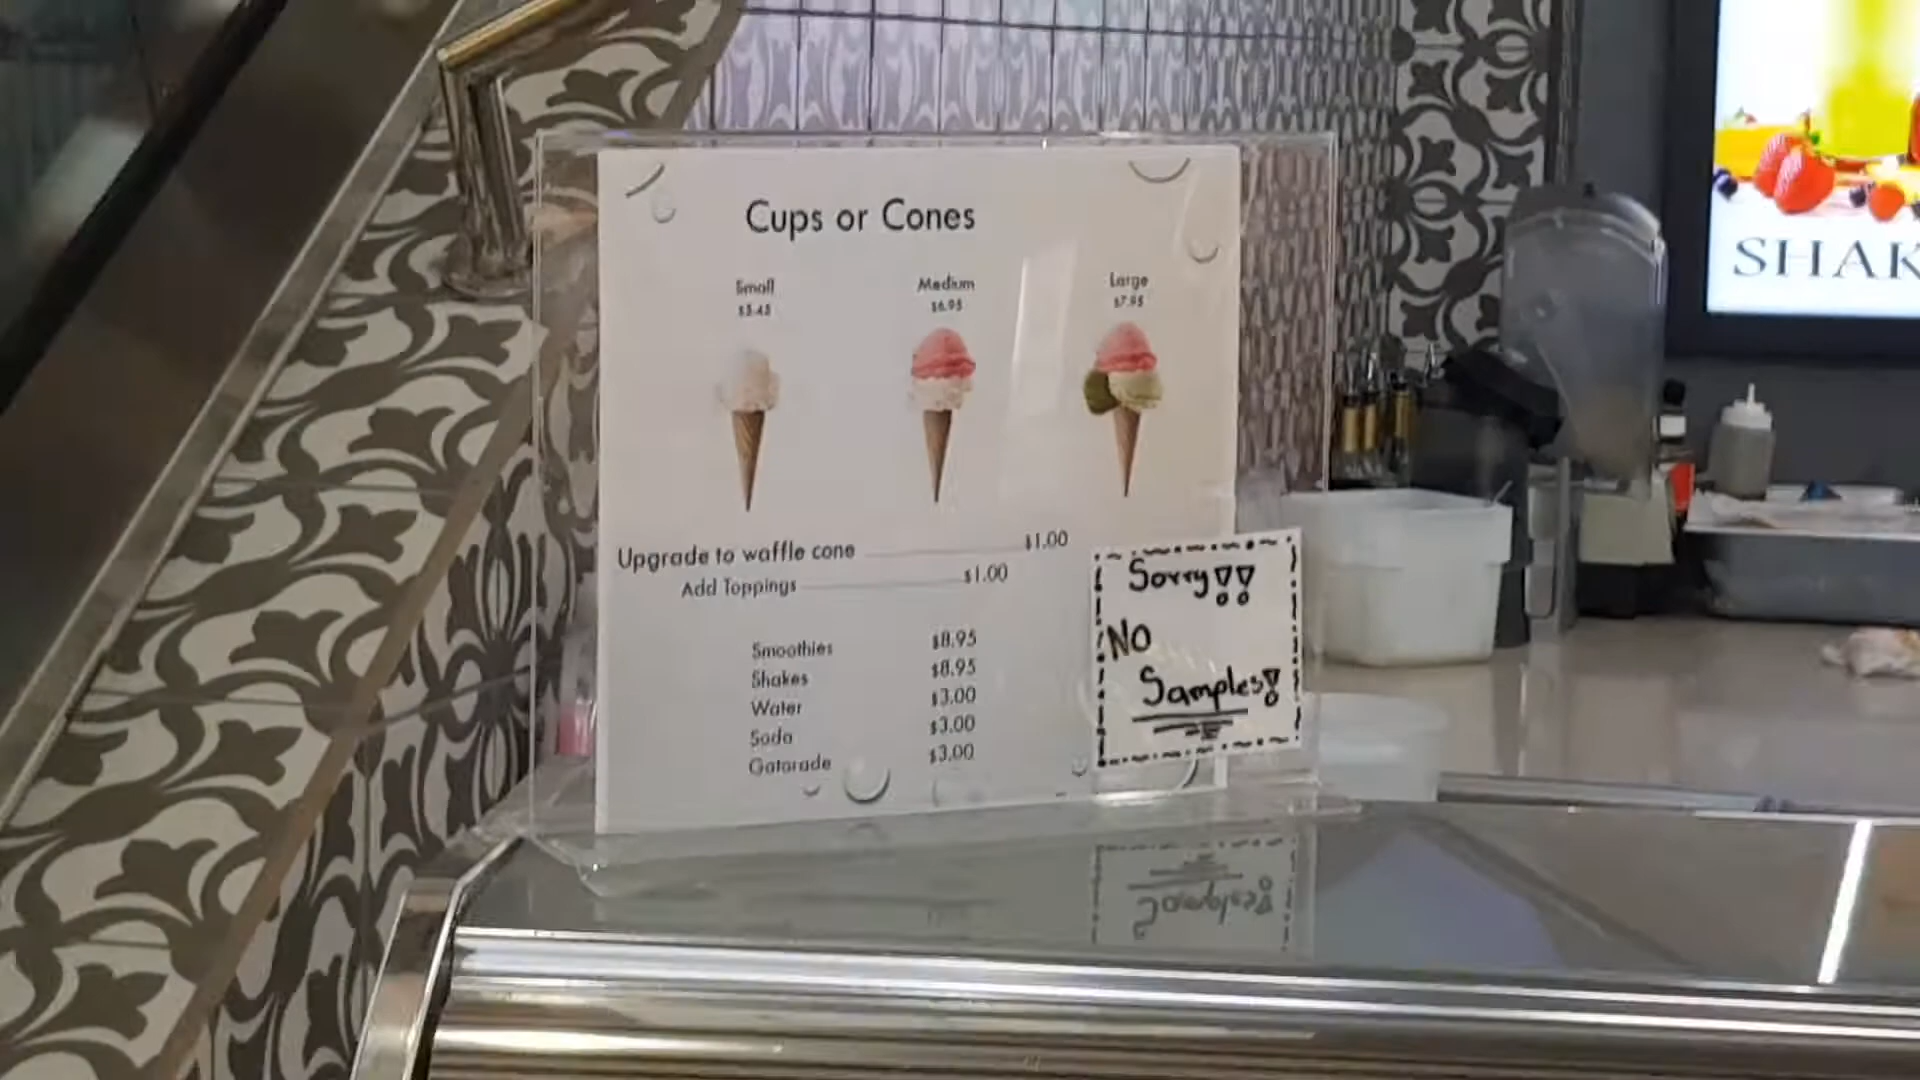 Cups or Cones
Small Medium Large
$5.45 $6.95 $7.95
Upgrade to waffle cone $1.00
Add Toppings $1.00
Smoothies $8.95
Shakes $8.95
Water $3.00
Soda $3.00
Gatorade $3.00
Sorry!!
NO
Samples!
SHAK